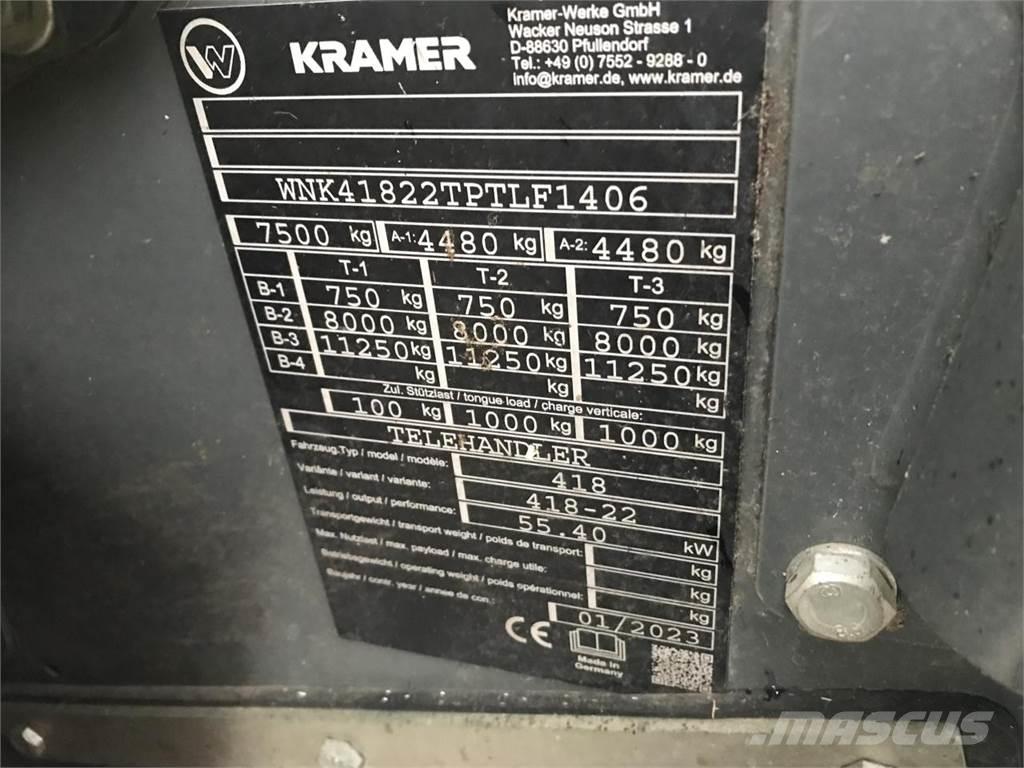 W
KRAMER
Kramer-Werke GmbH
Wacker Neuson Strasse 1
D-88630 Pfullendorf
Tel.: +49 (0) 7552 - 9288 - 0
info@kramer.de, www.kramer.de
WNK41822TPTLF1406
7500 kg A-1: 4480 kg A-2: 4480 kg
T-1 T-2 T-3
B-1 750 kg 750 kg 750 kg
B-2 8000 kg 8000 kg 8000 kg
B-3 11250 kg 11250 kg 11250 kg
B-4 kg kg kg
Zul. Stützlast / tongue load / charge verticale:
100 kg 1000 kg 1000 kg
TELEHANDLER
Fahrzeug.Typ / model / modèle: 418
Variante / variant / variante: 418-22
Leistung / output / performance: 55.40 kW
Transportgewicht / transport weight / poids de transport: kg
Max. Nutzlast / max. payload / max. charge utile: kg
Betriebsgewicht / operating weight / poids opérationnel: kg
Baujahr / constr. year / année de con.: 01/2023
CE
Made in
Germany
8
MASCUS